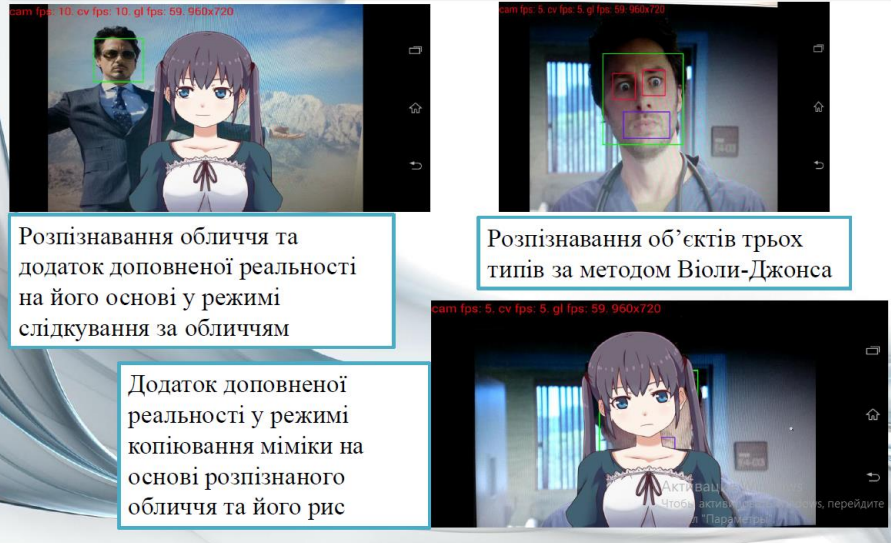 cam fps: 10. cv fps: 10. gl fps: 59. 960x720
cam fps: 5. cv fps: 5. gl fps: 59. 960x720
Розпізнавання обличчя та
додаток доповненої реальності
на його основі у режимі
слідкування за обличчям
Розпізнавання об’єктів трьох
типів за методом Віоли-Джонса
cam fps: 5. cv fps: 5. gl fps: 59. 960x720
Додаток доповненої
реальності у режимі
копіювання міміки на
основі розпізнаного
обличчя та його рис
Чтобы
перейдите